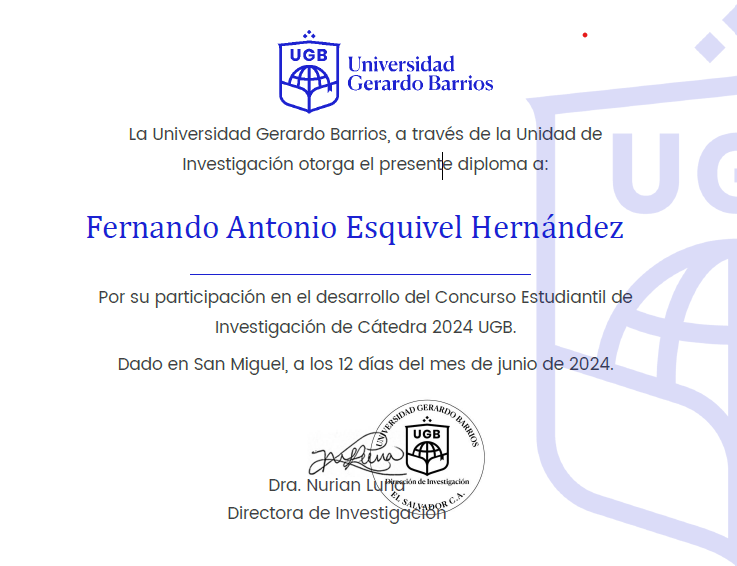 UGB
Universidad
Gerardo Barrios
La Universidad Gerardo Barrios, a través de la Unidad de
Investigación otorga el presente diploma a:
Fernando Antonio Esquivel Hernández
Por su participación en el desarrollo del Concurso Estudiantil de
Investigación de Cátedra 2024 UGB.
Dado en San Miguel, a los 12 días del mes de junio de 2024.
UNIVERSIDAD GERARDO BARRIOS
UGB
Dirección de Investigación
EL SALVADOR C.A.
Dra. Nurian Luna
Directora de Investigación
UG